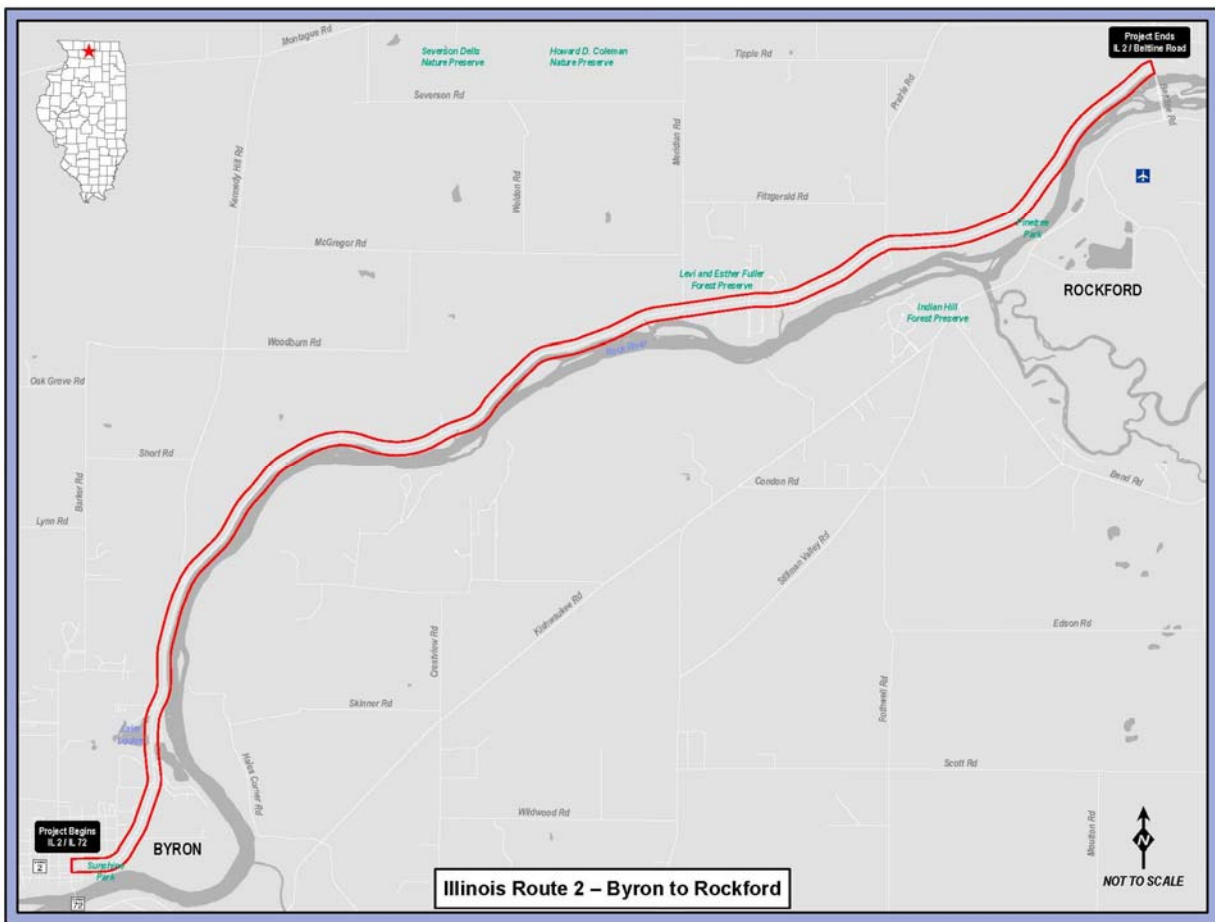 Montague Rd
Severson Dells
Nature Preserve
Howard D. Coleman
Nature Preserve
Tipple Rd
Project Ends
IL 2 / Beltline Road
Severson Rd
Prairie Rd
Beltline Rd
Kennedy Hill Rd
Weldon Rd
Meridian Rd
Fitzgerald Rd
McGregor Rd
Pinetree
Park
Levi and Esther Fuller
Forest Preserve
ROCKFORD
Indian Hill
Forest Preserve
Woodburn Rd
Rock River
Oak Grove Rd
Short Rd
Barker Rd
Condon Rd
Bend Rd
Lynn Rd
Stillman Valley Rd
Kishwaukee Rd
Edson Rd
Crestview Rd
Rothwell Rd
Skinner Rd
Hales Corner Rd
Scott Rd
Wildwood Rd
Moulton Rd
Project Begins
IL 2 / IL 72
BYRON
N
2
Sunshine
Park
NOT TO SCALE
Illinois Route 2 – Byron to Rockford
72